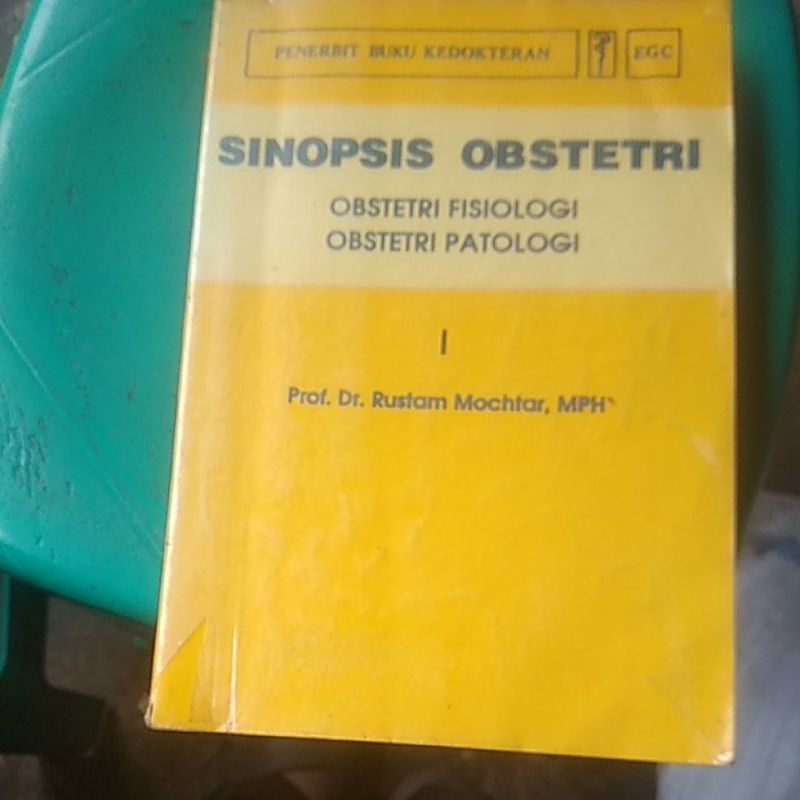 PENERBIT BUKU KEDOKTERAN EGC
SINOPSIS OBSTETRI
OBSTETRI FISIOLOGI
OBSTETRI PATOLOGI
I
Prof. Dr. Rustam Mochtar, MPH